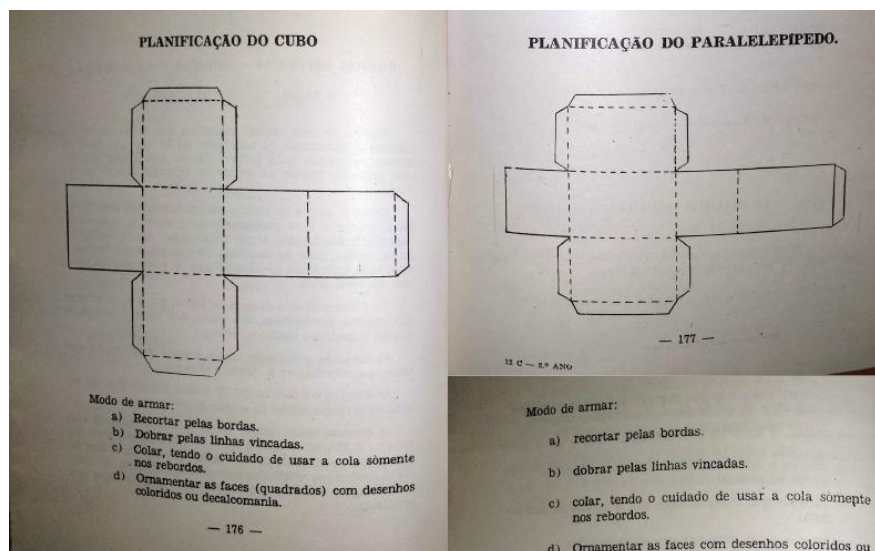 PLANIFICAÇÃO DO CUBO
Modo de armar:
a) Recortar pelas bordas.
b) Dobrar pelas linhas vincadas.
c) Colar, tendo o cuidado de usar a cola sòmente
nos rebordos.
d) Ornamentar as faces (quadrados) com desenhos
coloridos ou decalcomania.
— 176 —
PLANIFICAÇÃO DO PARALELEPÍPEDO.
— 177 —
12 C — 2.º ANO
Modo de armar:
a) recortar pelas bordas.
b) dobrar pelas linhas vincadas.
c) colar, tendo o cuidado de usar a cola sòmente
nos rebordos.
d) Ornamentar as faces com desenhos coloridos ou